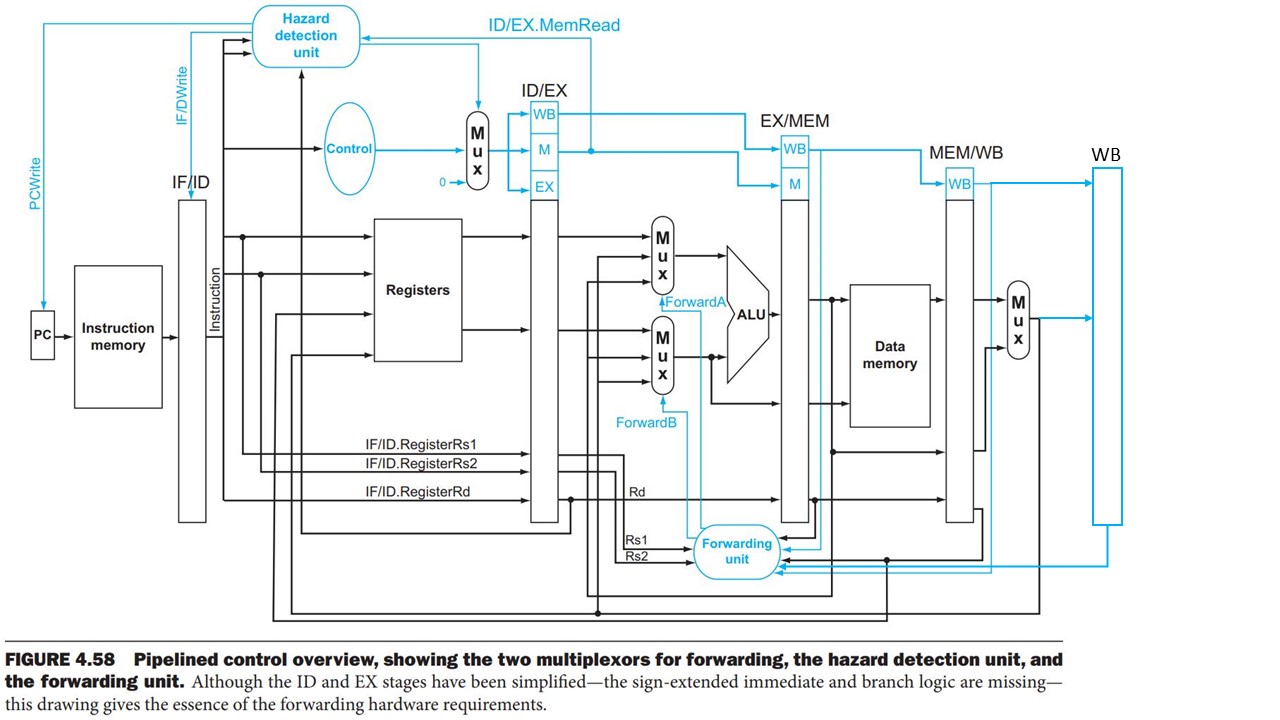 Hazard
detection
unit
ID/EX.MemRead
IF/DWrite
PCWrite
ID/EX
WB
M
EX
Control
Mux
0
EX/MEM
WB
M
MEM/WB
WB
WB
IF/ID
PC
Instruction
memory
Instruction
Registers
Mux
ForwardA
Mux
ForwardB
ALU
Data
memory
Mux
IF/ID.RegisterRs1
IF/ID.RegisterRs2
IF/ID.RegisterRd
Rd
Rs1
Rs2
Forwarding
unit
FIGURE 4.58 Pipelined control overview, showing the two multiplexors for forwarding, the hazard detection unit, and
the forwarding unit. Although the ID and EX stages have been simplified—the sign-extended immediate and branch logic are missing—
this drawing gives the essence of the forwarding hardware requirements.